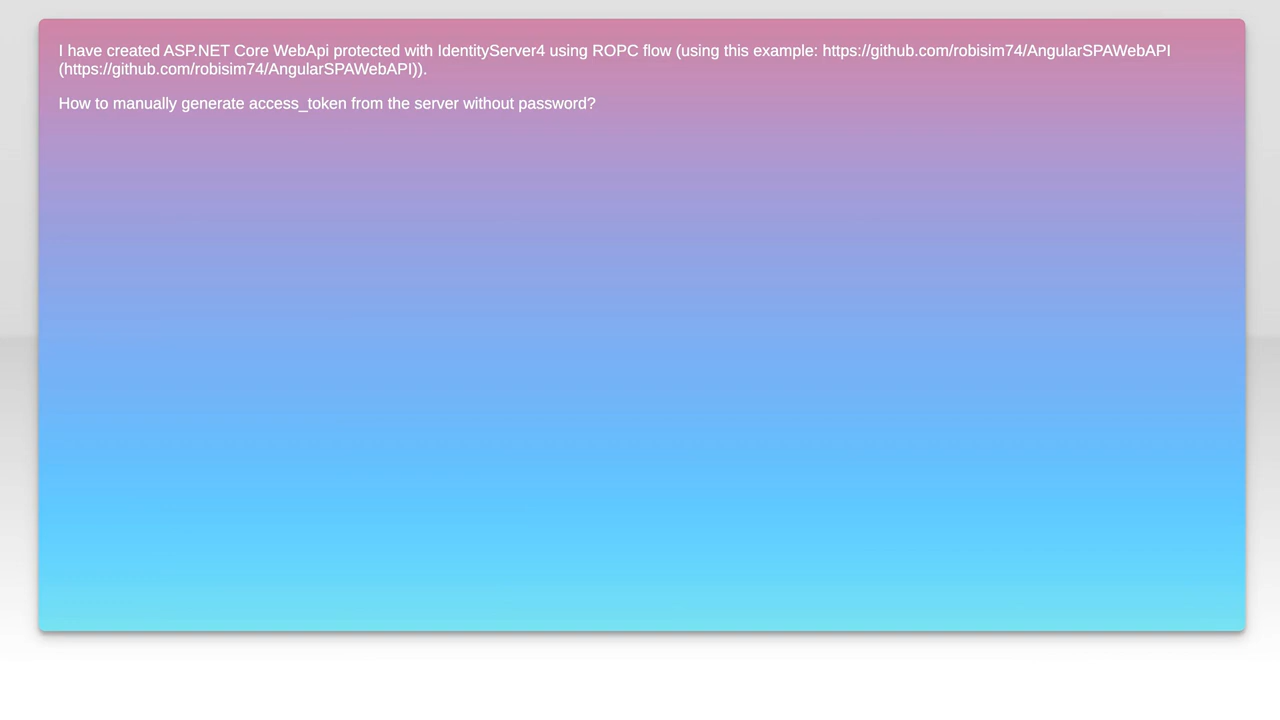 I have created ASP.NET Core WebApi protected with IdentityServer4 using ROPC flow (using this example: https://github.com/robisim74/AngularSPAWebAPI
(https://github.com/robisim74/AngularSPAWebAPI)).
How to manually generate access_token from the server without password?